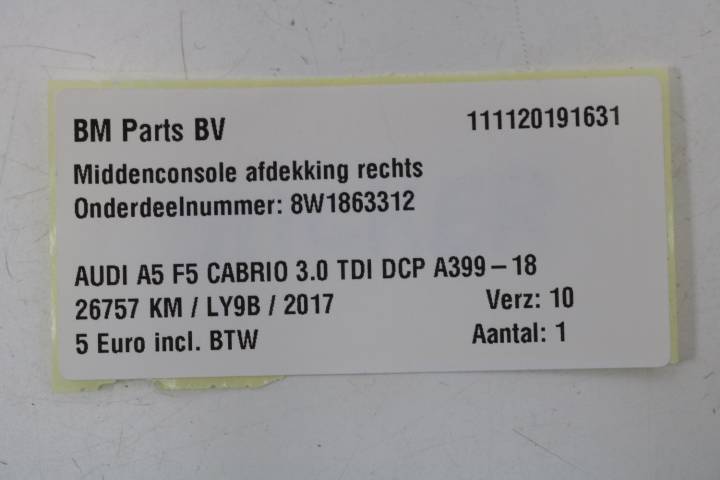 BM Parts BV 111120191631
Middenconsole afdekking rechts
Onderdeelnummer: 8W1863312
AUDI A5 F5 CABRIO 3.0 TDI DCP A399 – 18
26757 KM / LY9B / 2017 Verz: 10
5 Euro incl. BTW Aantal: 1